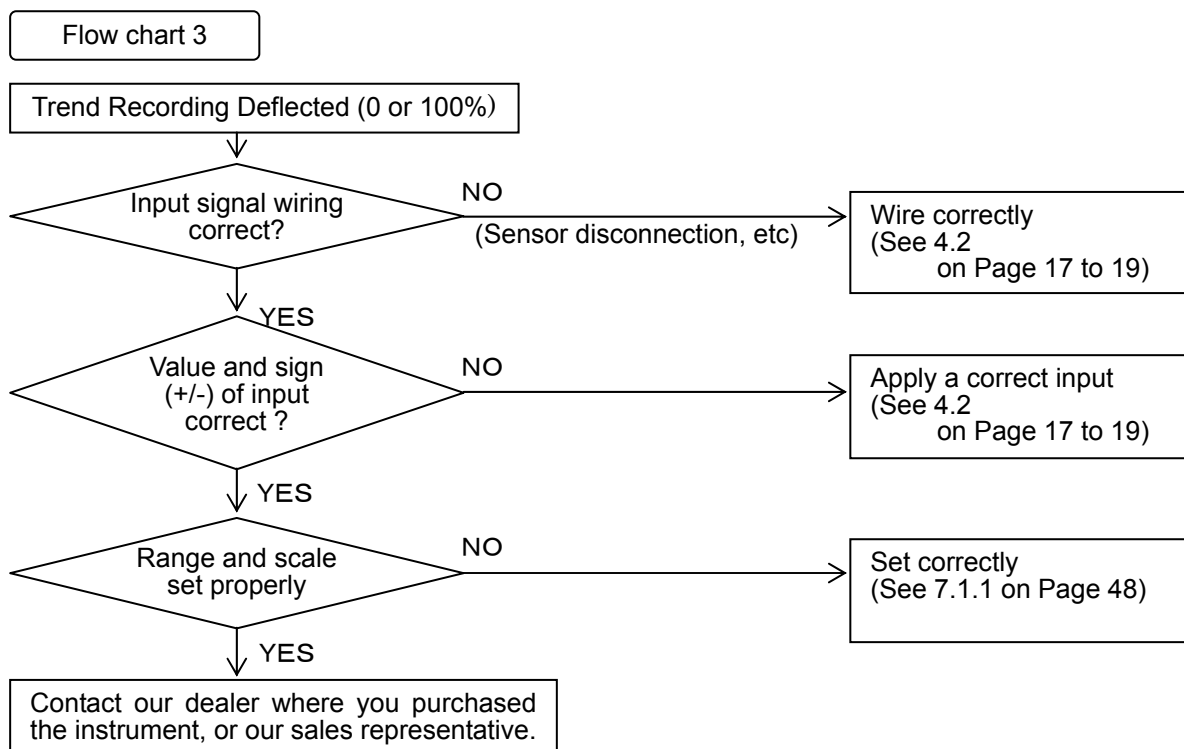 Flow chart 3
Trend Recording Deflected (0 or 100%)
Input signal wiring
correct?
NO
(Sensor disconnection, etc)
Wire correctly
(See 4.2
on Page 17 to 19)
YES
Value and sign
(+/-) of input
correct ?
NO
Apply a correct input
(See 4.2
on Page 17 to 19)
YES
Range and scale
set properly
NO
Set correctly
(See 7.1.1 on Page 48)
YES
Contact our dealer where you purchased
the instrument, or our sales representative.